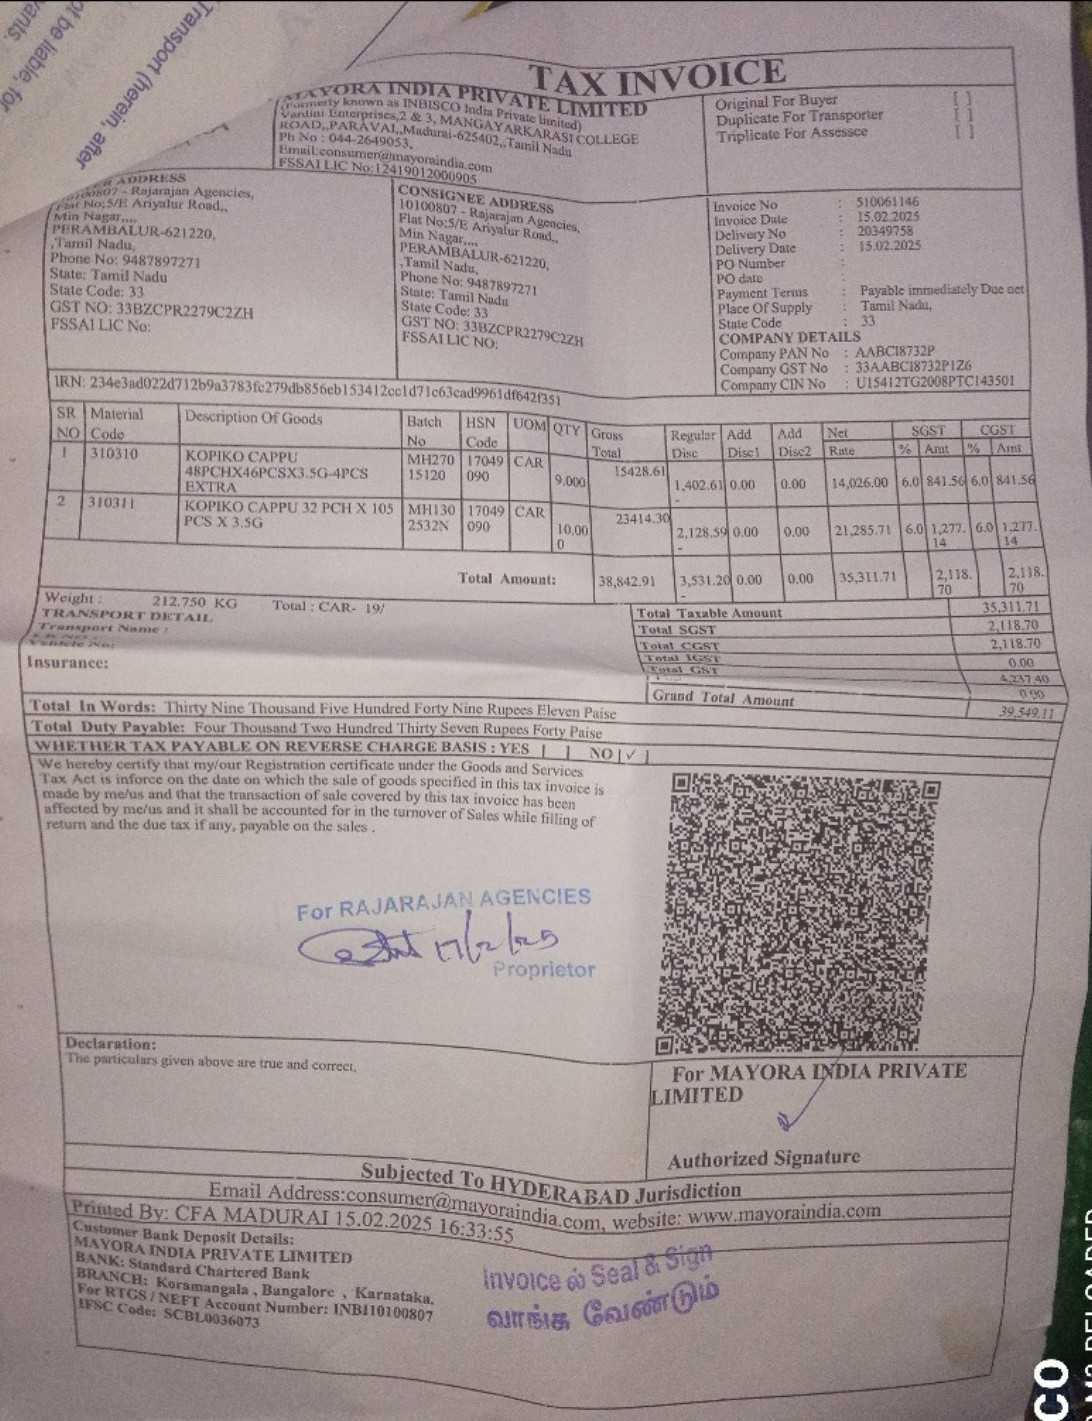 Transport (herein, after
ot be liable, for
vants.
TAX INVOICE
MAYORA INDIA PRIVATE LIMITED
(Formerly known as INBISCO India Private limited)
Vantini Enterprises,2 & 3, MANGAYARKARASI COLLEGE
ROAD,,PARAVAI,,Madurai-625402,,Tamil Nadu
Ph No : 044-2649053,
Email:consumer@mayoraindia.com
FSSAI LIC No:12419012000905
Original For Buyer [ ]
Duplicate For Transporter [ ]
Triplicate For Assessee [ ]
ADDRESS
10100807 - Rajarajan Agencies,
Flat No;5/E Ariyalur Road,,
Min Nagar,,,,
PERAMBALUR-621220,
,Tamil Nadu,
Phone No: 9487897271
State: Tamil Nadu
State Code: 33
GST NO: 33BZCPR2279C2ZH
FSSAI LIC No:
CONSIGNEE ADDRESS
10100807 - Rajarajan Agencies,
Flat No;5/E Ariyalur Road,,
Min Nagar,,,,
PERAMBALUR-621220,
,Tamil Nadu,
Phone No: 9487897271
State: Tamil Nadu
State Code: 33
GST NO: 33BZCPR2279C2ZH
FSSAI LIC NO:
Invoice No : 510061146
Invoice Date : 15.02.2025
Delivery No : 20349758
Delivery Date : 15.02.2025
PO Number :
PO date :
Payment Terms : Payable immediately Due net
Place Of Supply : Tamil Nadu,
State Code : 33
COMPANY DETAILS
Company PAN No : AABCI8732P
Company GST No : 33AABCI8732P1Z6
Company CIN No : U15412TG2008PTC143501
IRN: 234e3ad022d712b9a3783fc279db856eb153412cc1d71c63cad9961df642f351
SR NO Material Code Description Of Goods Batch No HSN Code UOM QTY Gross Total Regular Disc Add Disc1 Add Disc2 Net Rate SGST % Amt CGST % Amt
1 310310 KOPIKO CAPPU 48PCHX46PCSX3.5G-4PCS EXTRA MH270 15120 17049 090 CAR 9.000 15428.61 1,402.61- 0.00 0.00 14,026.00 6.0 841.56 6.0 841.56
2 310311 KOPIKO CAPPU 32 PCH X 105 PCS X 3.5G MH130 2532N 17049 090 CAR 10.000 23414.30 2,128.59- 0.00 0.00 21,285.71 6.0 1,277.14 6.0 1,277.14
Total Amount: 38,842.91 3,531.20- 0.00 0.00 35,311.71 2,118.70 2,118.70
Weight : 212.750 KG Total : CAR- 19/
TRANSPORT DETAIL
Transport Name :
Vehicle No:
Insurance:
Total Taxable Amount 35,311.71
Total SGST 2,118.70
Total CGST 2,118.70
Total IGST 0.00
Total GST 4,237.40
0.00
Grand Total Amount 39,549.11
Total In Words: Thirty Nine Thousand Five Hundred Forty Nine Rupees Eleven Paise
Total Duty Payable: Four Thousand Two Hundred Thirty Seven Rupees Forty Paise
WHETHER TAX PAYABLE ON REVERSE CHARGE BASIS : YES [ ] NO [✓]
We hereby certify that my/our Registration certificate under the Goods and Services
Tax Act is inforce on the date on which the sale of goods specified in this tax invoice is
made by me/us and that the transaction of sale covered by this tax invoice has been
affected by me/us and it shall be accounted for in the turnover of Sales while filling of
return and the due tax if any, payable on the sales .
For RAJARAJAN AGENCIES
17/2/25
Proprietor
Declaration:
The particulars given above are true and correct.
For MAYORA INDIA PRIVATE
LIMITED
Authorized Signature
Subjected To HYDERABAD Jurisdiction
Email Address:consumer@mayoraindia.com, website: www.mayoraindia.com
Printed By: CFA MADURAI 15.02.2025 16:33:55
Customer Bank Deposit Details:
MAYORA INDIA PRIVATE LIMITED
BANK: Standard Chartered Bank
BRANCH: Koramangala , Bangalore , Karnataka.
For RTGS / NEFT Account Number: INBI10100807
IFSC Code: SCBL0036073
Invoice ல் Seal & Sign
வாங்க வேண்டும்
CO